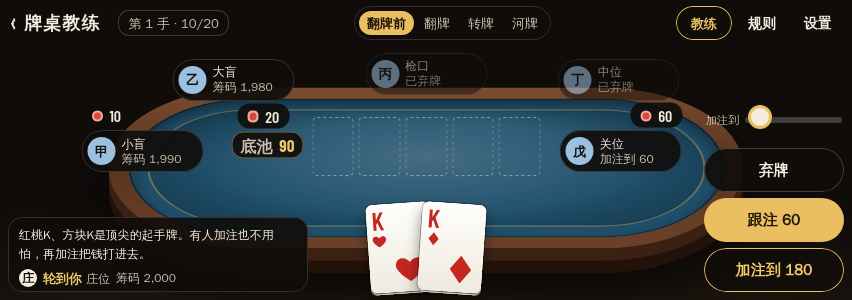 牌桌教练
第 1 手 · 10/20
翻牌前 翻牌 转牌 河牌
教练 规则 设置
乙 大盲
筹码 1,980
丙 枪口
已弃牌
丁 中位
已弃牌
10
20
60
加注到
底池 90
甲 小盲
筹码 1,990
戊 关位
加注到 60
弃牌
跟注 60
加注到 180
K K
红桃K、方块K是顶尖的起手牌。有人加注也不用
怕，再加注把钱打进去。
庄 轮到你 庄位 筹码 2,000